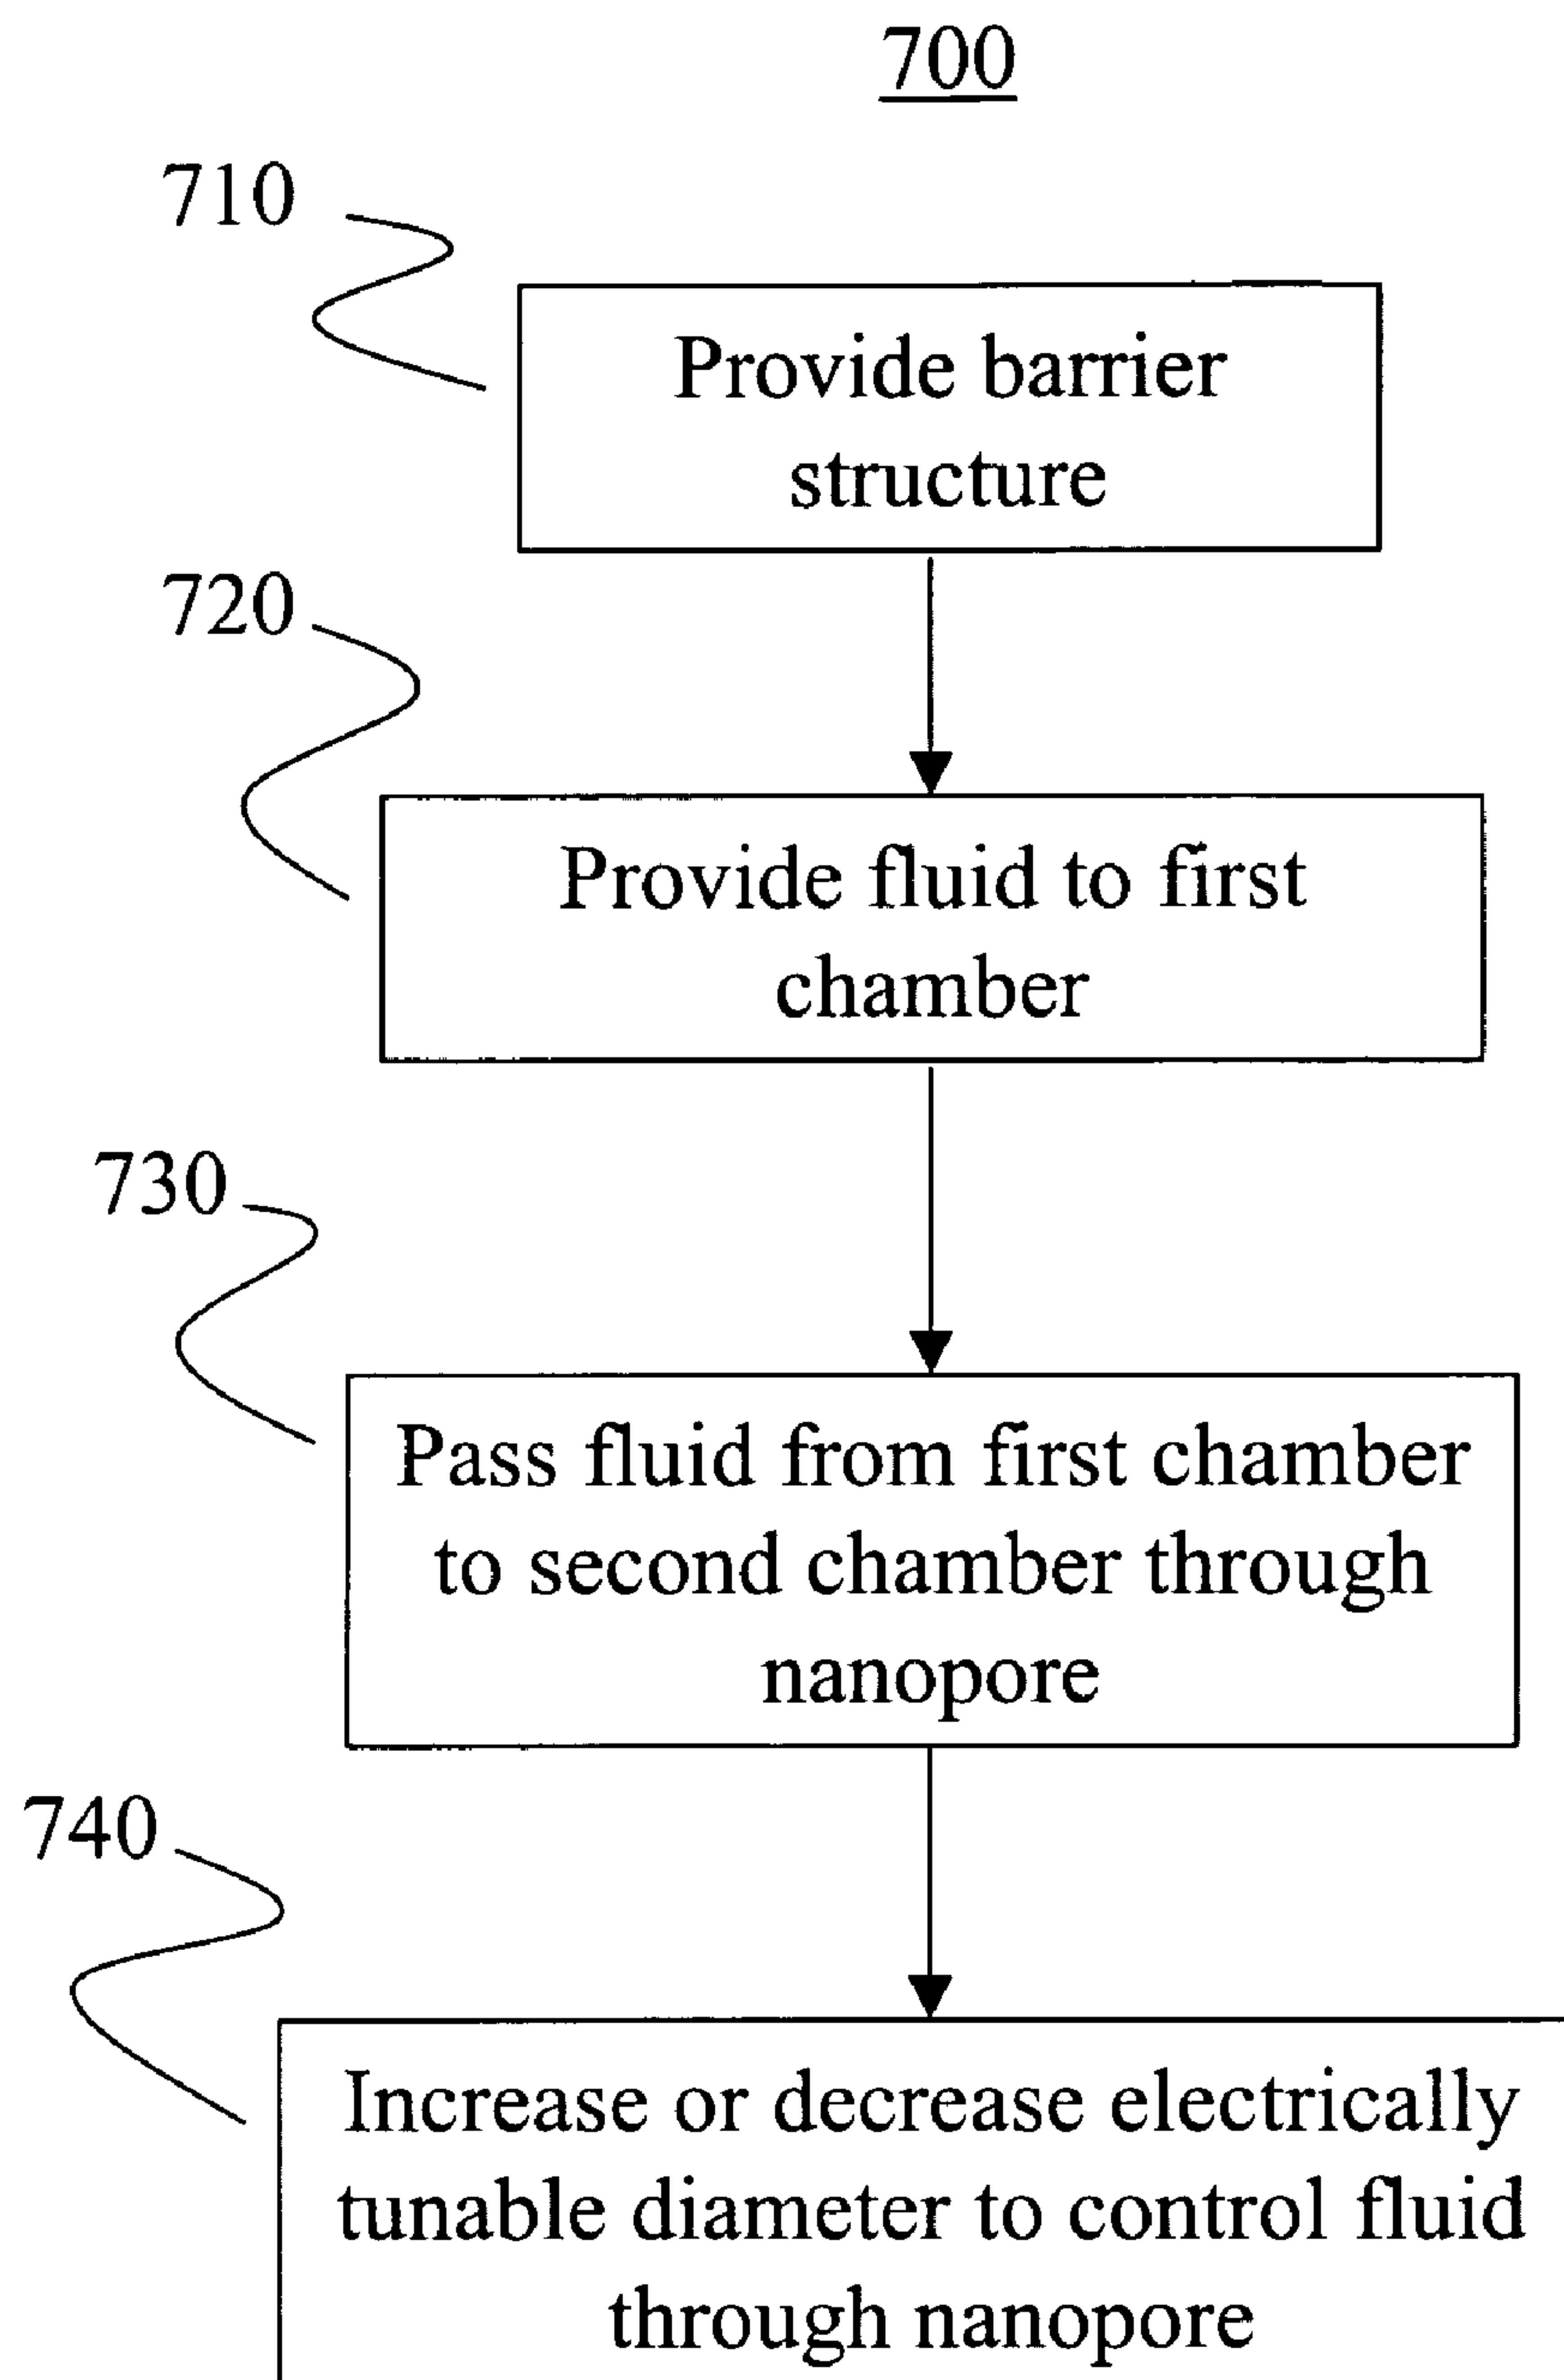 700
710
Provide barrier
structure
720
Provide fluid to first
chamber
730
Pass fluid from first chamber
to second chamber through
nanopore
740
Increase or decrease electrically
tunable diameter to control fluid
through nanopore